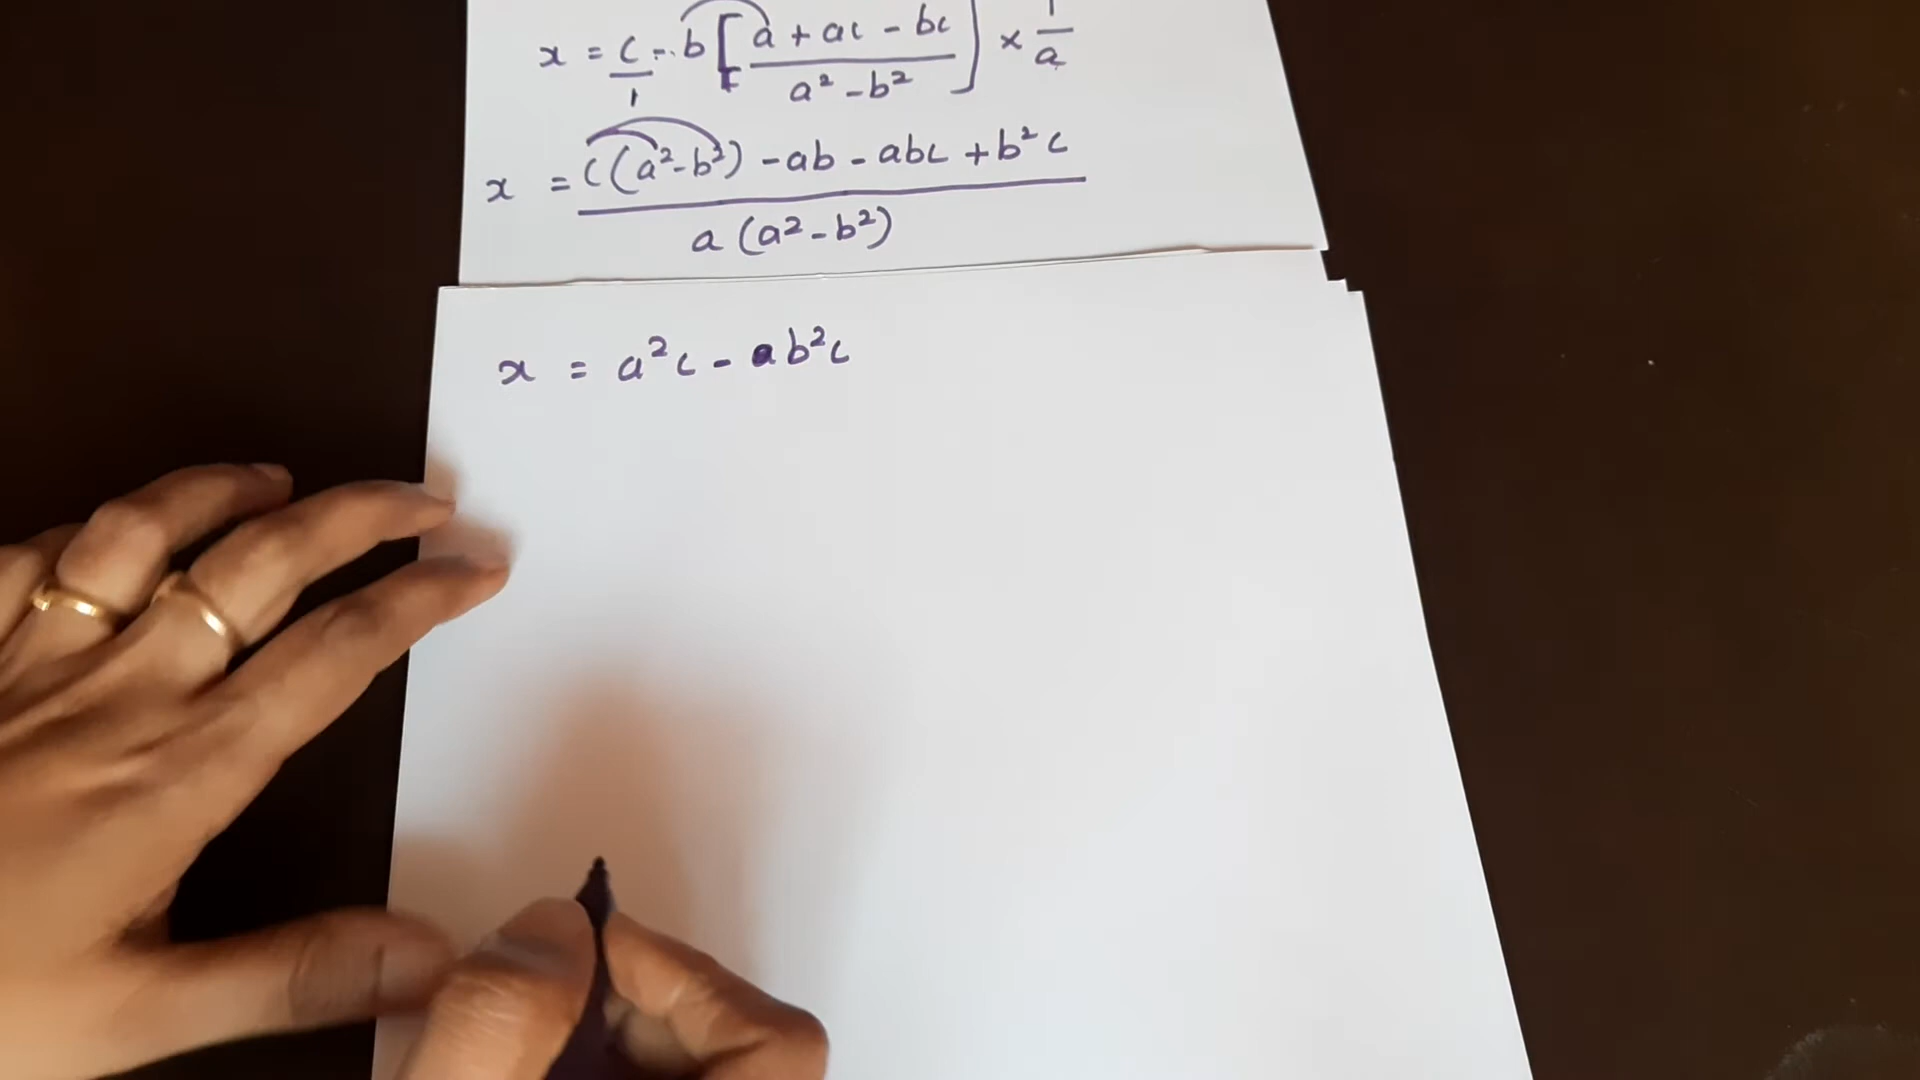 x = c/1 - b [a + ac - bc / a² - b²] × 1/a
x = c(a² - b²) - ab - abc + b²c / a (a² - b²)
x = a²c - ab²c